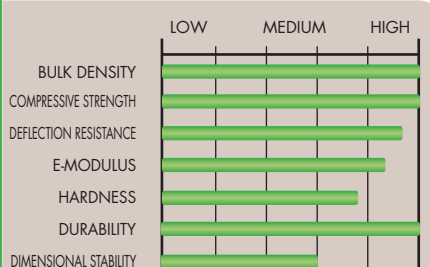 LOW MEDIUM HIGH
BULK DENSITY
COMPRESSIVE STRENGTH
DEFLECTION RESISTANCE
E-MODULUS
HARDNESS
DURABILITY
DIMENSIONAL STABILITY